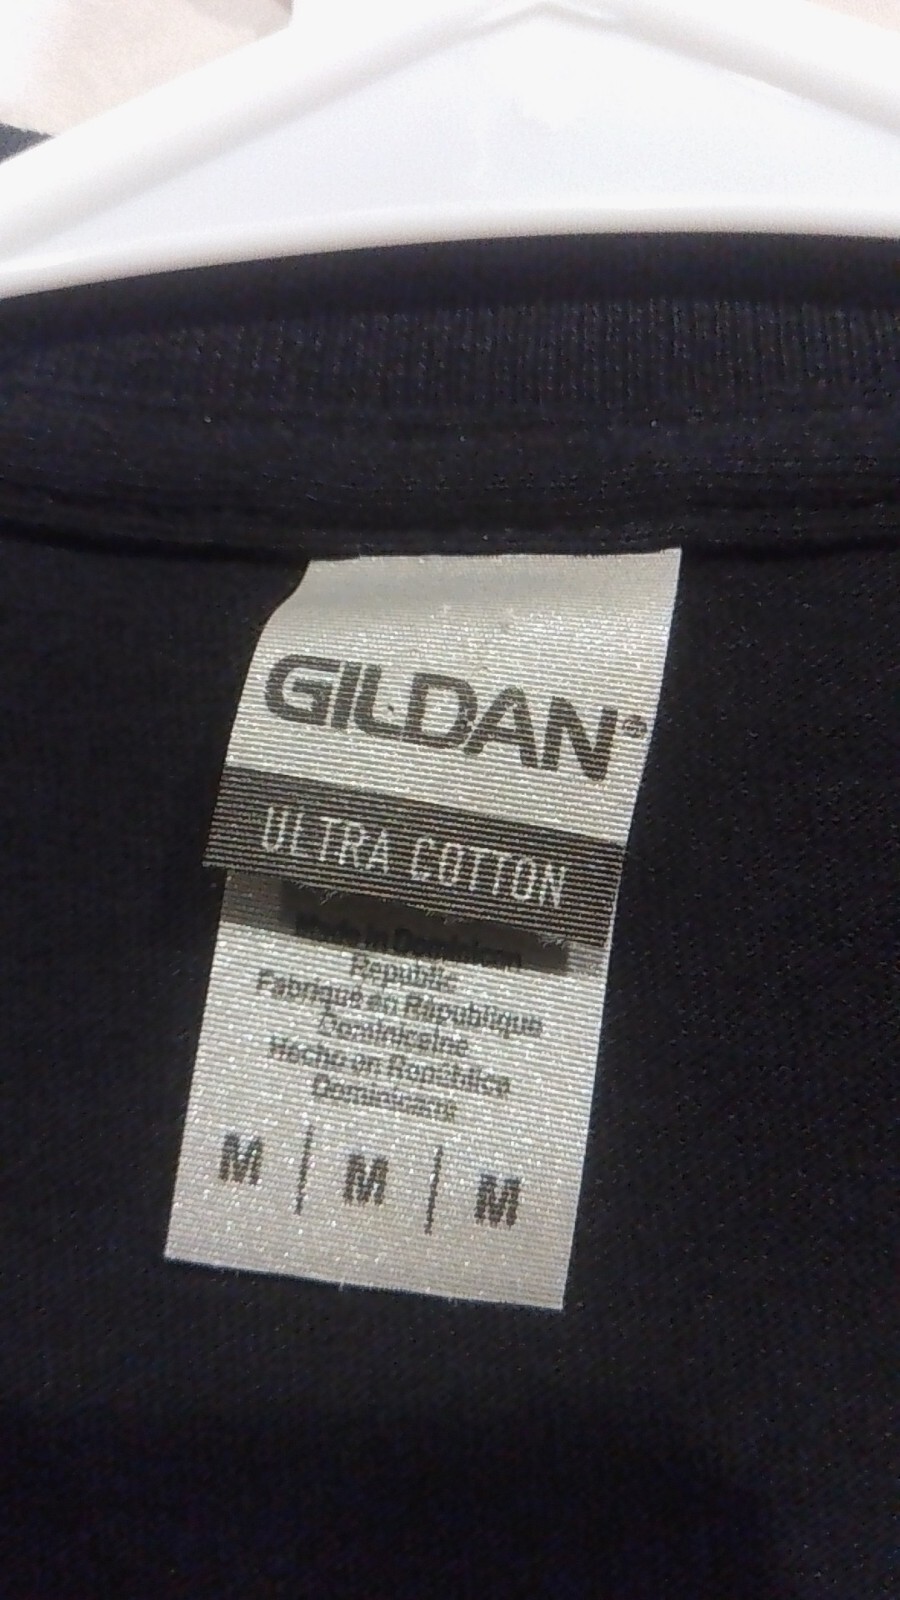 GILDAN®
ULTRA COTTON
Made in Dominican
Republic
Fabriqué en République
Dominicaine
Hecho en República
Dominicana
M | M | M